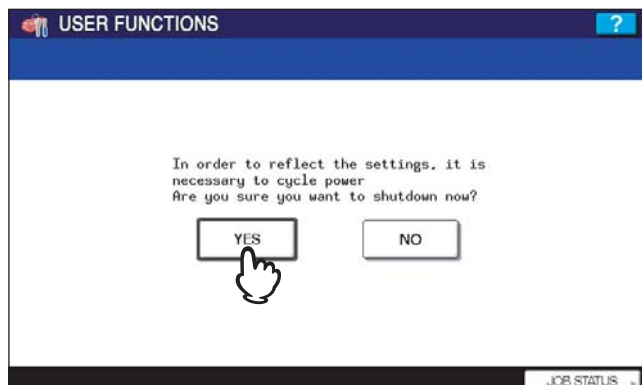 USER FUNCTIONS
?
In order to reflect the settings, it is
necessary to cycle power
Are you sure you want to shutdown now?
YES
NO
JOB STATUS